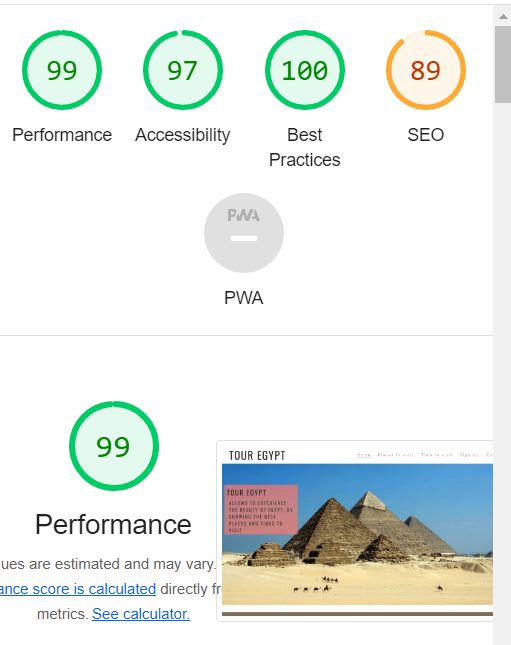 99
97
100
89
Performance
Accessibility
Best
Practices
SEO
PWA
PWA
99
Performance
ues are estimated and may vary.
ance score is calculated directly fr
metrics. See calculator.
TOUR EGYPT
Home Places to visit Time to visit Sign up
TOUR EGYPT
ALLOWS TO EXPERIENCE
THE BEAUTY OF EGYPT, BY
SHOWING THE BEST
PLACES AND TIMES TO
VISIT